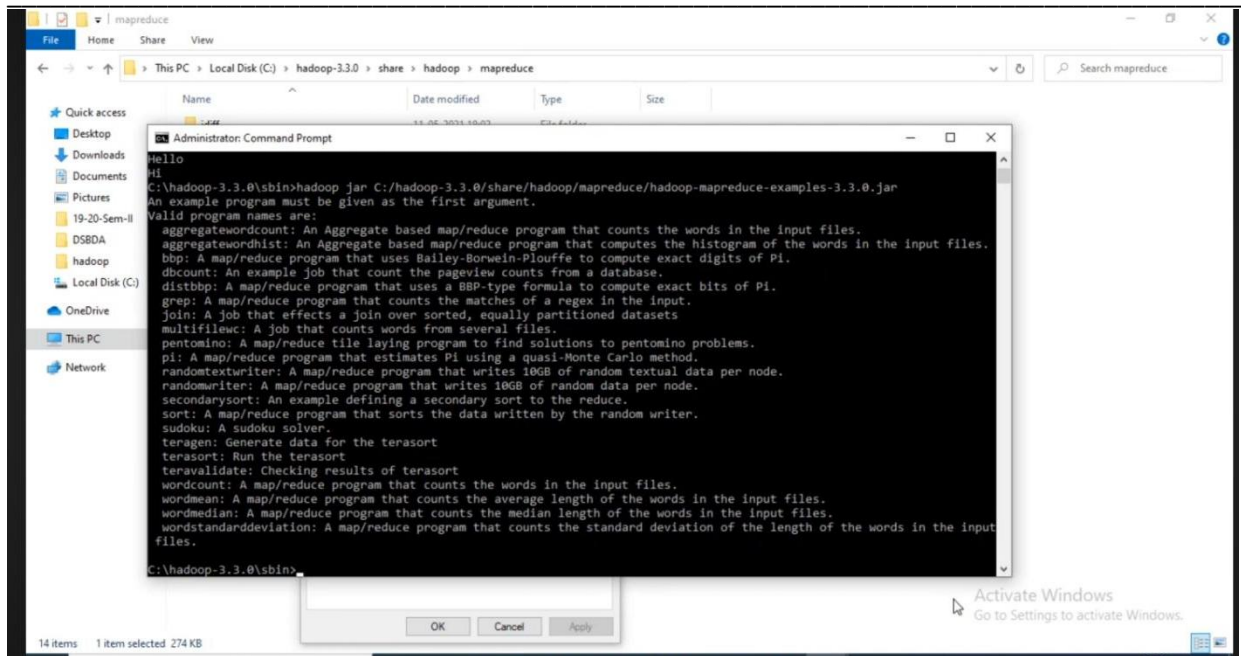 mapreduce
File Home Share View
This PC > Local Disk (C:) > hadoop-3.3.0 > share > hadoop > mapreduce
Search mapreduce
Name Date modified Type Size
Quick access
Desktop
Downloads
Documents
Pictures
19-20-Sem-II
DSBDA
hadoop
Local Disk (C:)
OneDrive
This PC
Network
Administrator: Command Prompt
Hello
Hi
C:\hadoop-3.3.0\sbin>hadoop jar C:/hadoop-3.3.0/share/hadoop/mapreduce/hadoop-mapreduce-examples-3.3.0.jar
An example program must be given as the first argument.
Valid program names are:
aggregatewordcount: An Aggregate based map/reduce program that counts the words in the input files.
aggregatewordhist: An Aggregate based map/reduce program that computes the histogram of the words in the input files.
bbp: A map/reduce program that uses Bailey-Borwein-Plouffe to compute exact digits of Pi.
dbcount: An example job that count the pageview counts from a database.
distbbp: A map/reduce program that uses a BBP-type formula to compute exact bits of Pi.
grep: A map/reduce program that counts the matches of a regex in the input.
join: A job that effects a join over sorted, equally partitioned datasets
multifilewc: A job that counts words from several files.
pentomino: A map/reduce tile laying program to find solutions to pentomino problems.
pi: A map/reduce program that estimates Pi using a quasi-Monte Carlo method.
randomtextwriter: A map/reduce program that writes 10GB of random textual data per node.
randomwriter: A map/reduce program that writes 10GB of random data per node.
secondarysort: An example defining a secondary sort to the reduce.
sort: A map/reduce program that sorts the data written by the random writer.
sudoku: A sudoku solver.
teragen: Generate data for the terasort
terasort: Run the terasort
teravalidate: Checking results of terasort
wordcount: A map/reduce program that counts the words in the input files.
wordmean: A map/reduce program that counts the average length of the words in the input files.
wordmedian: A map/reduce program that counts the median length of the words in the input files.
wordstandarddeviation: A map/reduce program that counts the standard deviation of the length of the words in the input
files.
C:\hadoop-3.3.0\sbin>
OK Cancel Apply
Activate Windows
Go to Settings to activate Windows.
14 items 1 item selected 274 KB